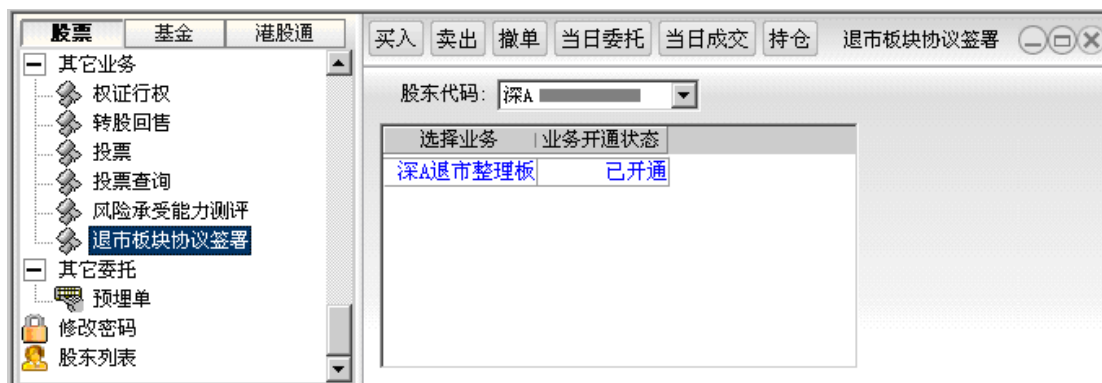 股票 基金 港股通
其它业务
权证行权
转股回售
投票
投票查询
风险承受能力测评
退市板块协议签署
其它委托
预埋单
修改密码
股东列表
买入 卖出 撤单 当日委托 当日成交 持仓 退市板块协议签署
股东代码: 深A
选择业务 业务开通状态
深A退市整理板 已开通